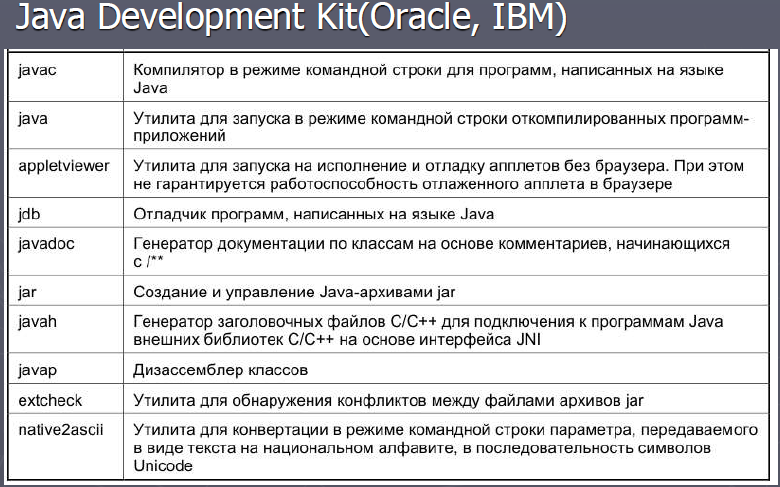 Java Development Kit(Oracle, IBM)
javac Компилятор в режиме командной строки для программ, написанных на языке
Java
java Утилита для запуска в режиме командной строки откомпилированных программ-
приложений
appletviewer Утилита для запуска на исполнение и отладку апплетов без браузера. При этом
не гарантируется работоспособность отлаженного апплета в браузере
jdb Отладчик программ, написанных на языке Java
javadoc Генератор документации по классам на основе комментариев, начинающихся
с /**
jar Создание и управление Java-архивами jar
javah Генератор заголовочных файлов C/C++ для подключения к программам Java
внешних библиотек C/C++ на основе интерфейса JNI
javap Дизассемблер классов
extcheck Утилита для обнаружения конфликтов между файлами архивов jar
native2ascii Утилита для конвертации в режиме командной строки параметра, передаваемого
в виде текста на национальном алфавите, в последовательность символов
Unicode